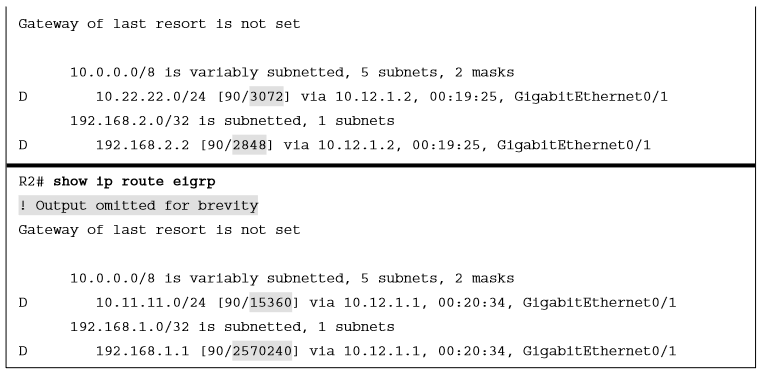 Gateway of last resort is not set
10.0.0.0/8 is variably subnetted, 5 subnets, 2 masks
D 10.22.22.0/24 [90/3072] via 10.12.1.2, 00:19:25, GigabitEthernet0/1
192.168.2.0/32 is subnetted, 1 subnets
D 192.168.2.2 [90/2848] via 10.12.1.2, 00:19:25, GigabitEthernet0/1
R2# show ip route eigrp
! Output omitted for brevity
Gateway of last resort is not set
10.0.0.0/8 is variably subnetted, 5 subnets, 2 masks
D 10.11.11.0/24 [90/15360] via 10.12.1.1, 00:20:34, GigabitEthernet0/1
192.168.1.0/32 is subnetted, 1 subnets
D 192.168.1.1 [90/2570240] via 10.12.1.1, 00:20:34, GigabitEthernet0/1